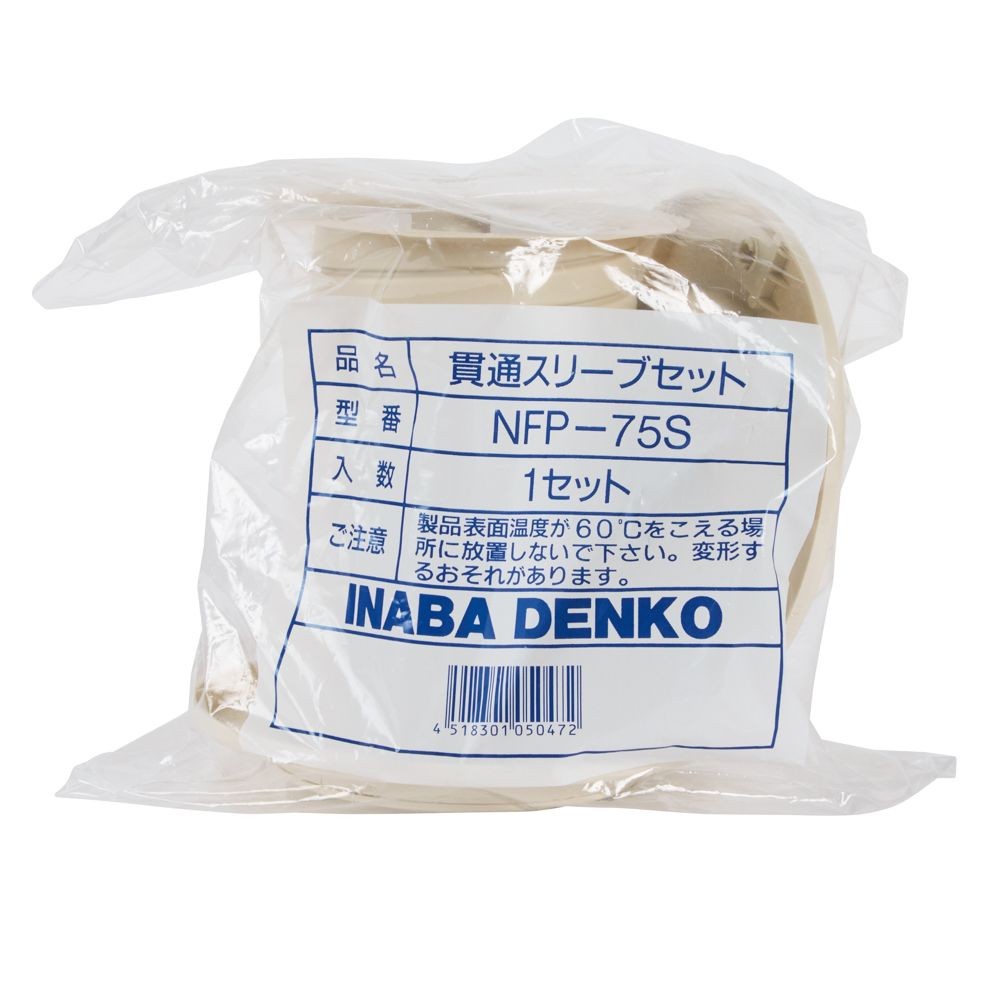 品名 貫通スリーブセット
型番 NFP-75S
入数 1セット
ご注意 製品表面温度が60℃をこえる場
所に放置しないで下さい。変形す
るおそれがあります。
INABA DENKO
4 518301 050472